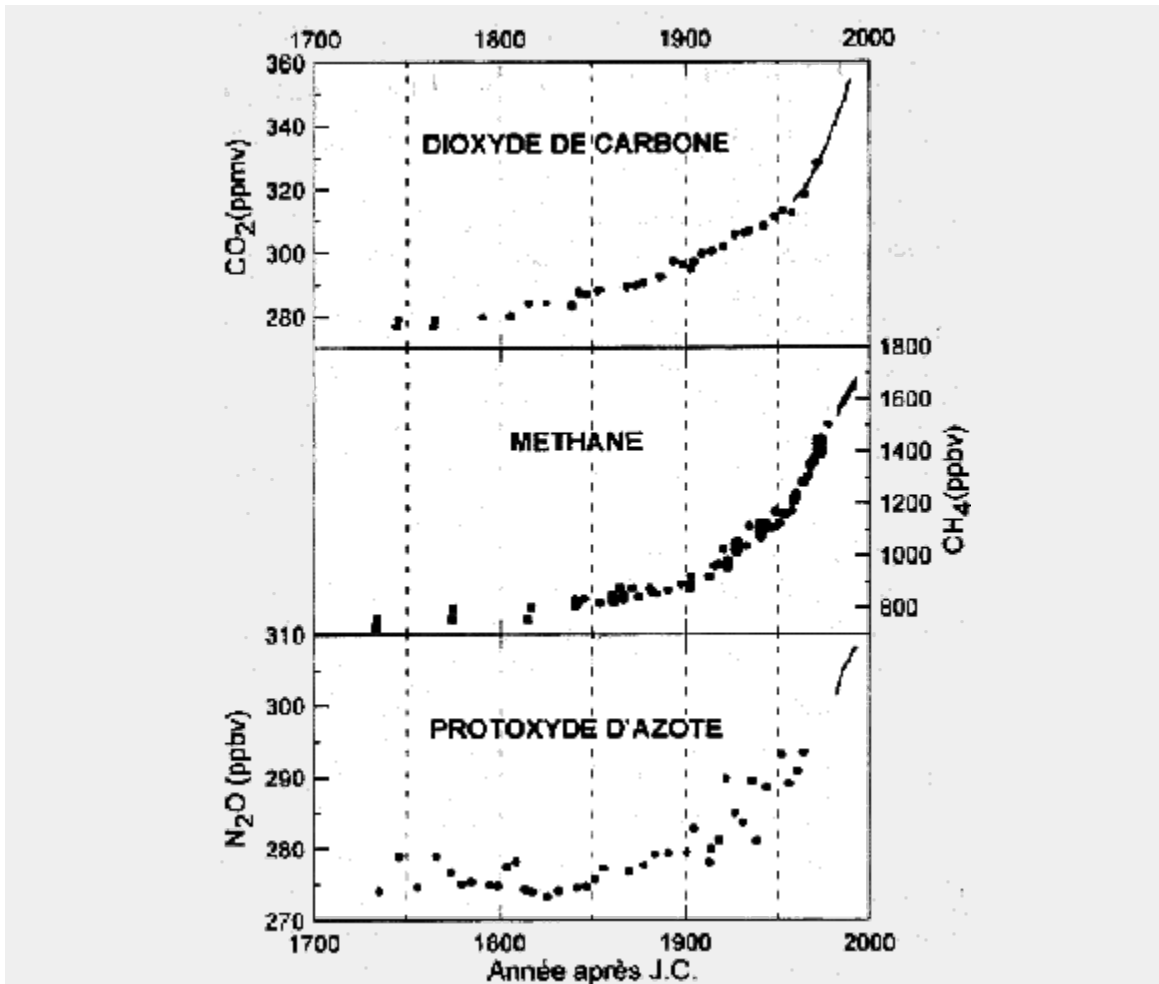 1700 1800 1900 2000
360
340
320
300
280
CO2(ppmv)
DIOXYDE DE CARBONE
1800
1600
1400
1200
1000
800
CH4(ppbv)
METHANE
310
300
290
280
270
N2O (ppbv)
PROTOXYDE D'AZOTE
1700 1800 1900 2000
Année après J.C.